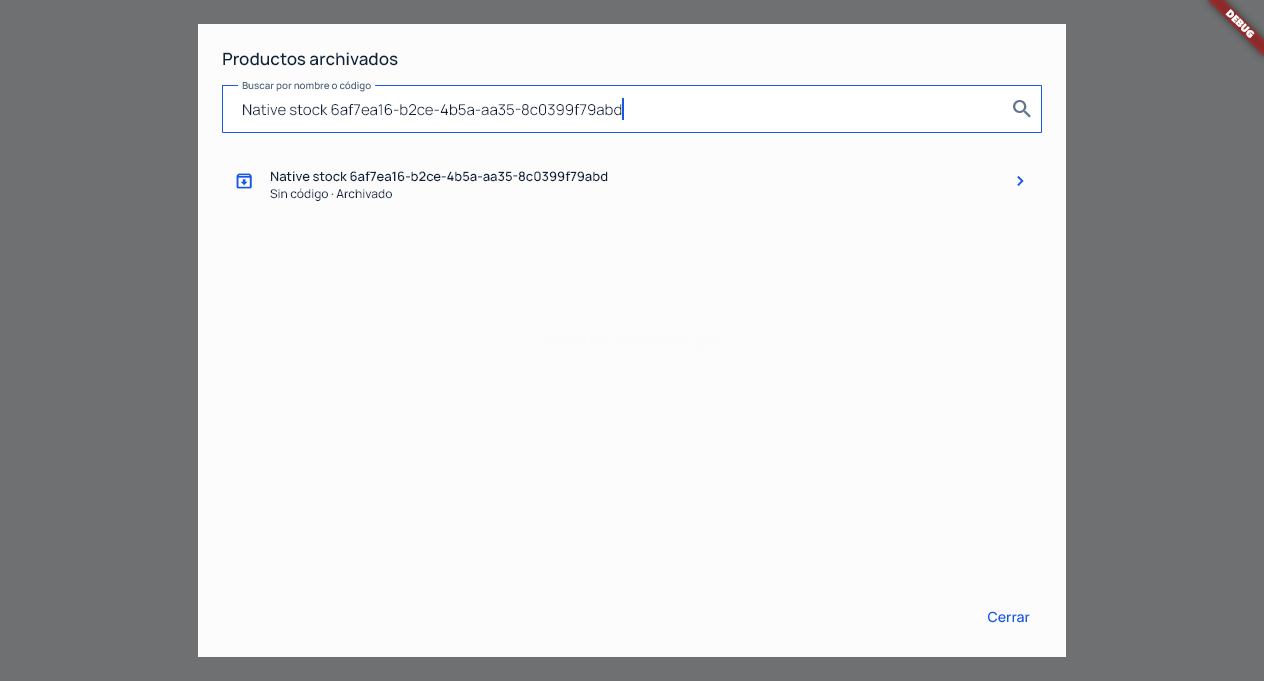 DEBUG
Productos archivados
Buscar por nombre o código
Native stock 6af7ea16-b2ce-4b5a-aa35-8c0399f79abd
Native stock 6af7ea16-b2ce-4b5a-aa35-8c0399f79abd
Sin código · Archivado
Cerrar